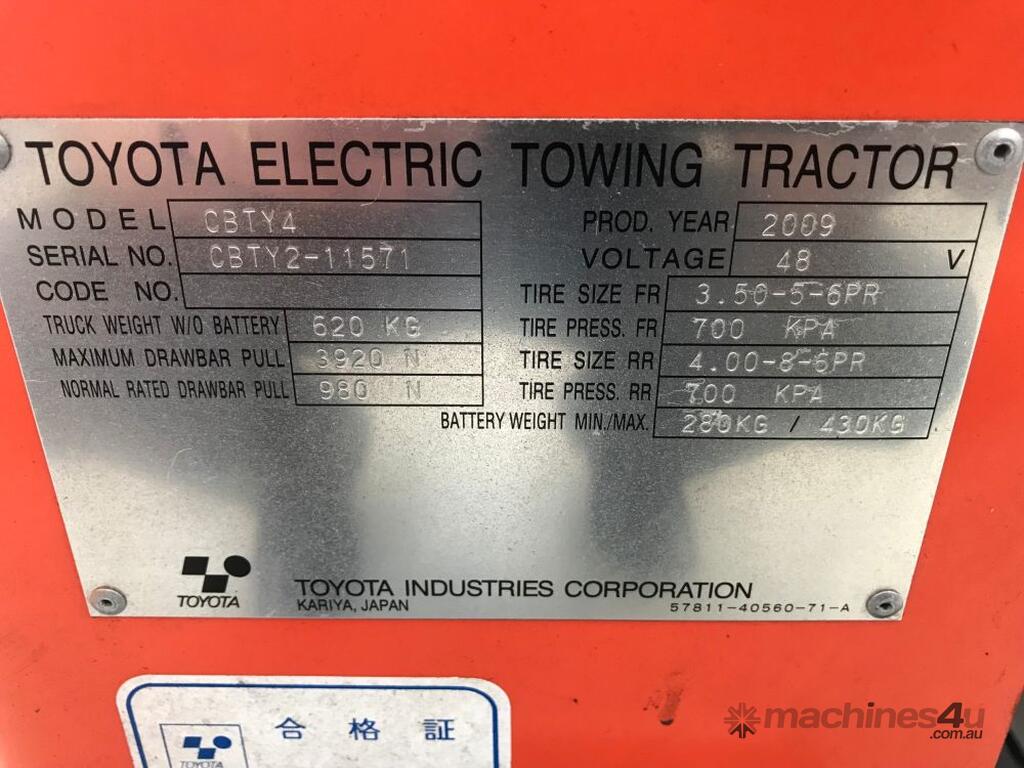 TOYOTA ELECTRIC TOWING TRACTOR
MODEL CBTY4
SERIAL NO. CBTY2-11571
CODE NO.
TRUCK WEIGHT W/O BATTERY 620 KG
MAXIMUM DRAWBAR PULL 3920 N
NORMAL RATED DRAWBAR PULL 980 N
PROD. YEAR 2009
VOLTAGE 48 V
TIRE SIZE FR 3.50-5-6PR
TIRE PRESS. FR 700 KPA
TIRE SIZE RR 4.00-8-6PR
TIRE PRESS. RR 700 KPA
BATTERY WEIGHT MIN./MAX. 280KG / 430KG
TOYOTA
TOYOTA INDUSTRIES CORPORATION
KARIYA, JAPAN
57811-40560-71-A
合格証
TOYOTA
machines4u
.com.au